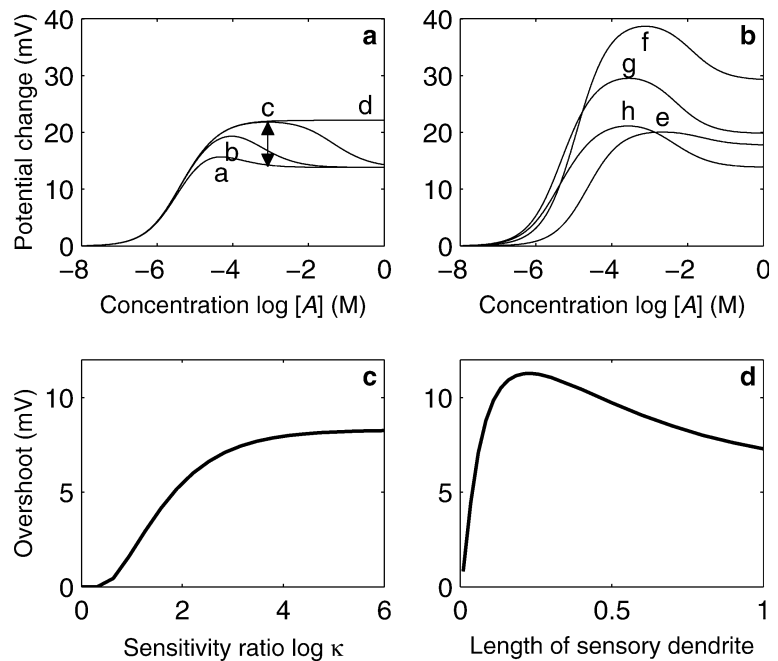 40
30
20
10
0
Potential change (mV)
a
c
d
b
a
−8 −6 −4 −2 0
Concentration log [A] (M)
40
30
20
10
0
b
f
g
h
e
−8 −6 −4 −2 0
Concentration log [A] (M)
10
5
0
Overshoot (mV)
c
0 2 4 6
Sensitivity ratio log κ
10
5
0
d
0 0.5 1
Length of sensory dendrite